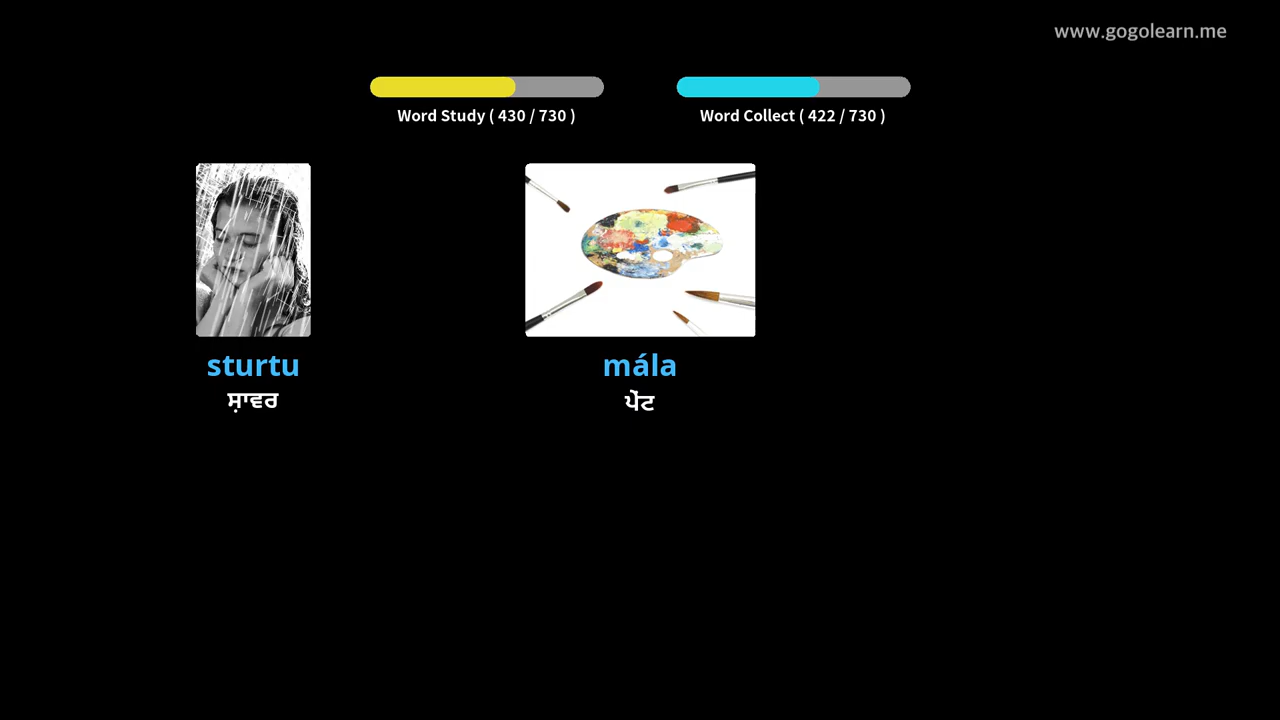 www.gogolearn.me
Word Study ( 430 / 730 )
Word Collect ( 422 / 730 )
sturtu
ਸ਼ਾਵਰ
mála
ਪੇਂਟ